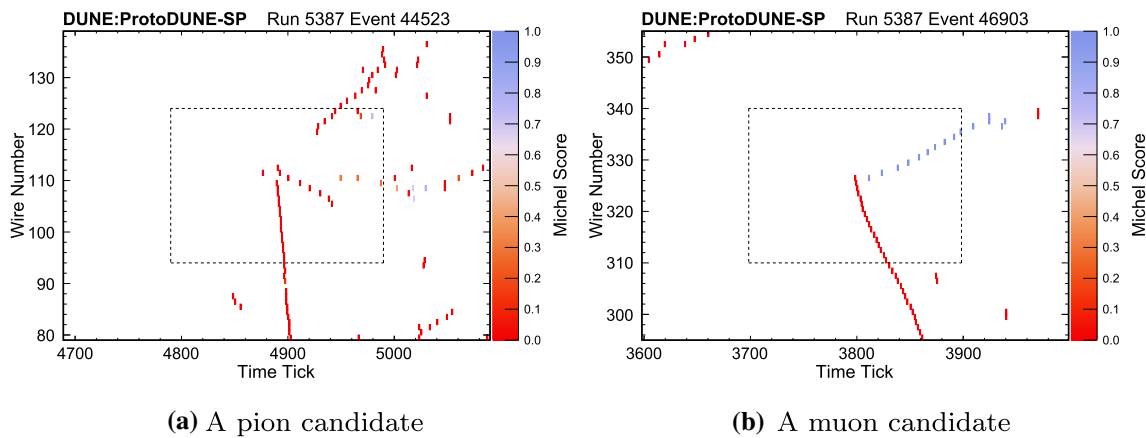 DUNE:ProtoDUNE-SP Run 5387 Event 44523
Wire Number
130
120
110
100
90
80
4700 4800 4900 5000
Time Tick
1.0
0.9
0.8
0.7
0.6
0.5
0.4
0.3
0.2
0.1
0.0
Michel Score
(a) A pion candidate
DUNE:ProtoDUNE-SP Run 5387 Event 46903
Wire Number
350
340
330
320
310
300
3600 3700 3800 3900
Time Tick
1.0
0.9
0.8
0.7
0.6
0.5
0.4
0.3
0.2
0.1
0.0
Michel Score
(b) A muon candidate